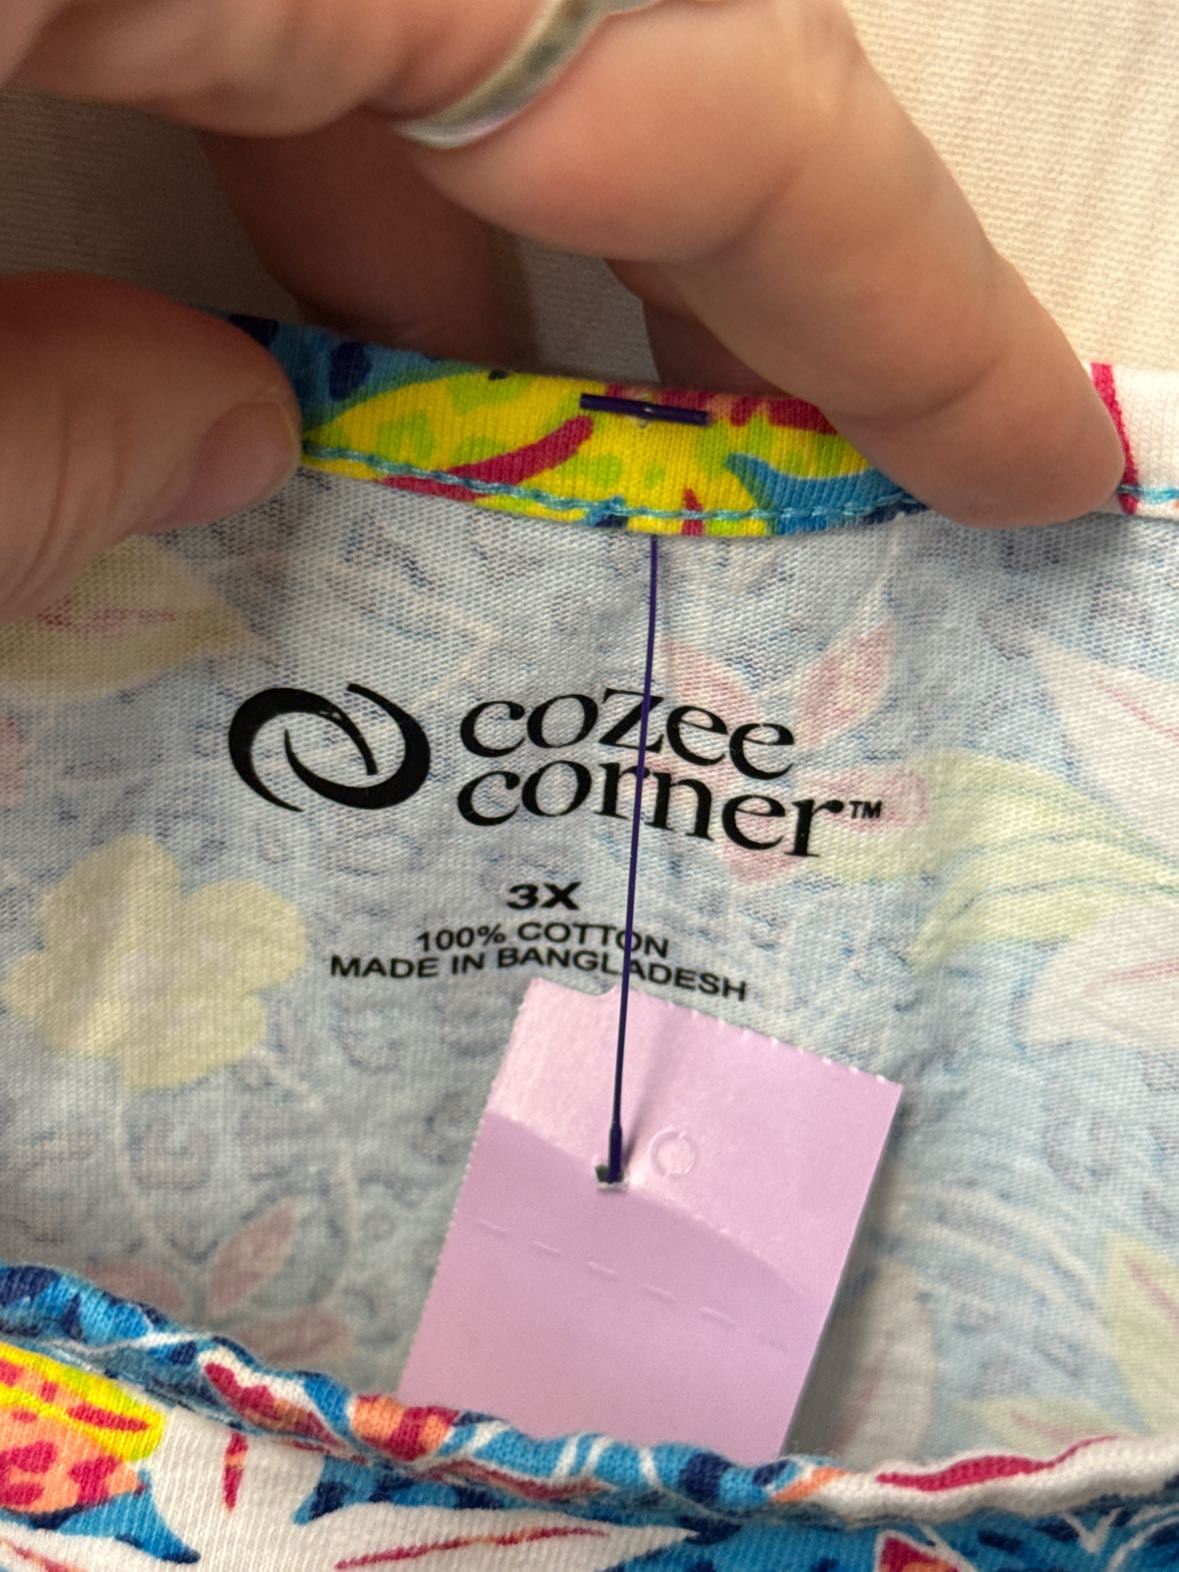 cozee
corner™
3X
100% COTTON
MADE IN BANGLADESH